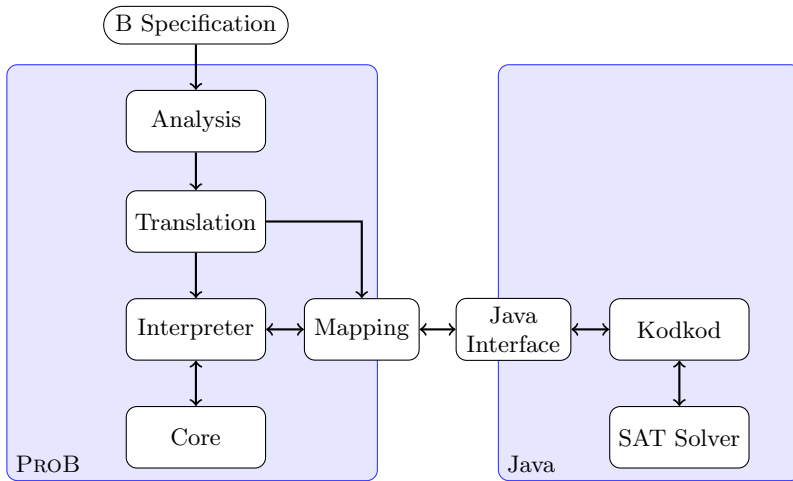 B Specification
Analysis
Translation
Interpreter
Mapping
Java
Interface
Kodkod
Core
SAT Solver
PROB
Java